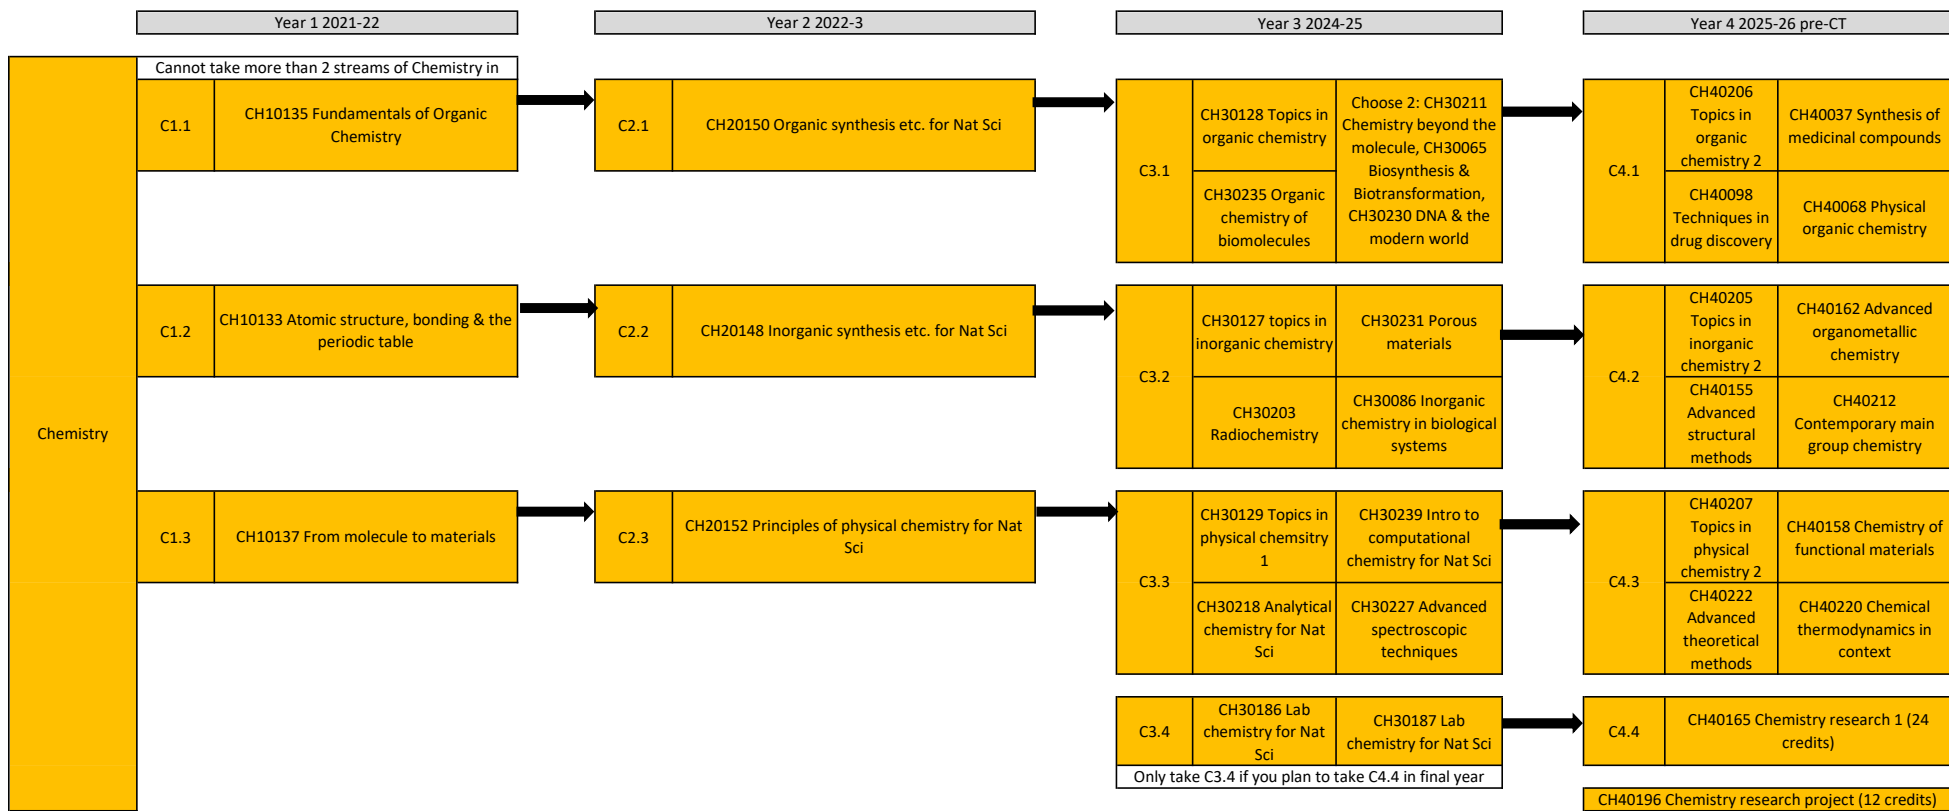 Year 1 2021-22
Year 2 2022-3
Year 3 2024-25
Year 4 2025-26 pre-CT
Chemistry
Cannot take more than 2 streams of Chemistry in
C1.1
CH10135 Fundamentals of Organic
Chemistry
C2.1
CH20150 Organic synthesis etc. for Nat Sci
C3.1
CH30128 Topics in
organic chemistry
CH30235 Organic
chemistry of
biomolecules
Choose 2: CH30211
Chemistry beyond the
molecule, CH30065
Biosynthesis &
Biotransformation,
CH30230 DNA & the
modern world
C4.1
CH40206
Topics in
organic
chemistry 2
CH40037 Synthesis of
medicinal compounds
CH40098
Techniques in
drug discovery
CH40068 Physical
organic chemistry
C1.2
CH10133 Atomic structure, bonding & the
periodic table
C2.2
CH20148 Inorganic synthesis etc. for Nat Sci
C3.2
CH30127 topics in
inorganic chemistry
CH30231 Porous
materials
CH30203
Radiochemistry
CH30086 Inorganic
chemistry in biological
systems
C4.2
CH40205
Topics in
inorganic
chemistry 2
CH40162 Advanced
organometallic
chemistry
CH40155
Advanced
structural
methods
CH40212
Contemporary main
group chemistry
C1.3
CH10137 From molecule to materials
C2.3
CH20152 Principles of physical chemistry for Nat
Sci
C3.3
CH30129 Topics in
physical chemsitry
1
CH30239 Intro to
computational
chemistry for Nat Sci
CH30218 Analytical
chemistry for Nat
Sci
CH30227 Advanced
spectroscopic
techniques
C4.3
CH40207
Topics in
physical
chemistry 2
CH40158 Chemistry of
functional materials
CH40222
Advanced
theoretical
methods
CH40220 Chemical
thermodynamics in
context
C3.4
CH30186 Lab
chemistry for Nat
Sci
CH30187 Lab
chemistry for Nat Sci
C4.4
CH40165 Chemistry research 1 (24
credits)
Only take C3.4 if you plan to take C4.4 in final year
CH40196 Chemistry research project (12 credits)